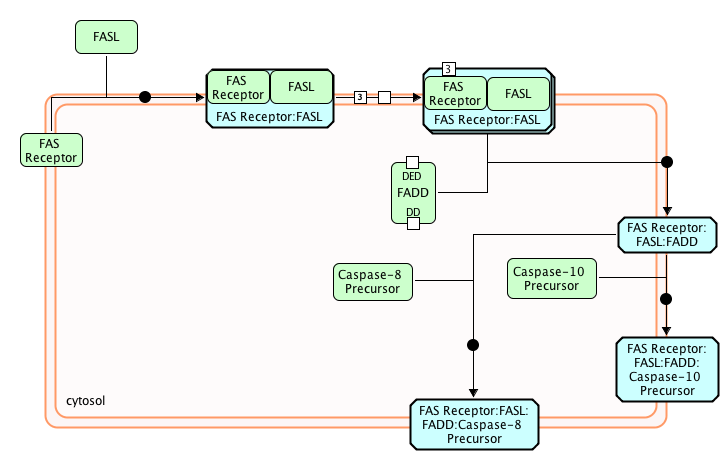 FASL
FAS
Receptor
FASL
FAS Receptor:FASL
3
3
FAS
Receptor
FASL
FAS Receptor:FASL
FAS
Receptor
DED
FADD
DD
FAS Receptor:
FASL:FADD
Caspase-8
Precursor
Caspase-10
Precursor
FAS Receptor:
FASL:FADD:
Caspase-10
Precursor
cytosol
FAS Receptor:FASL:
FADD:Caspase-8
Precursor